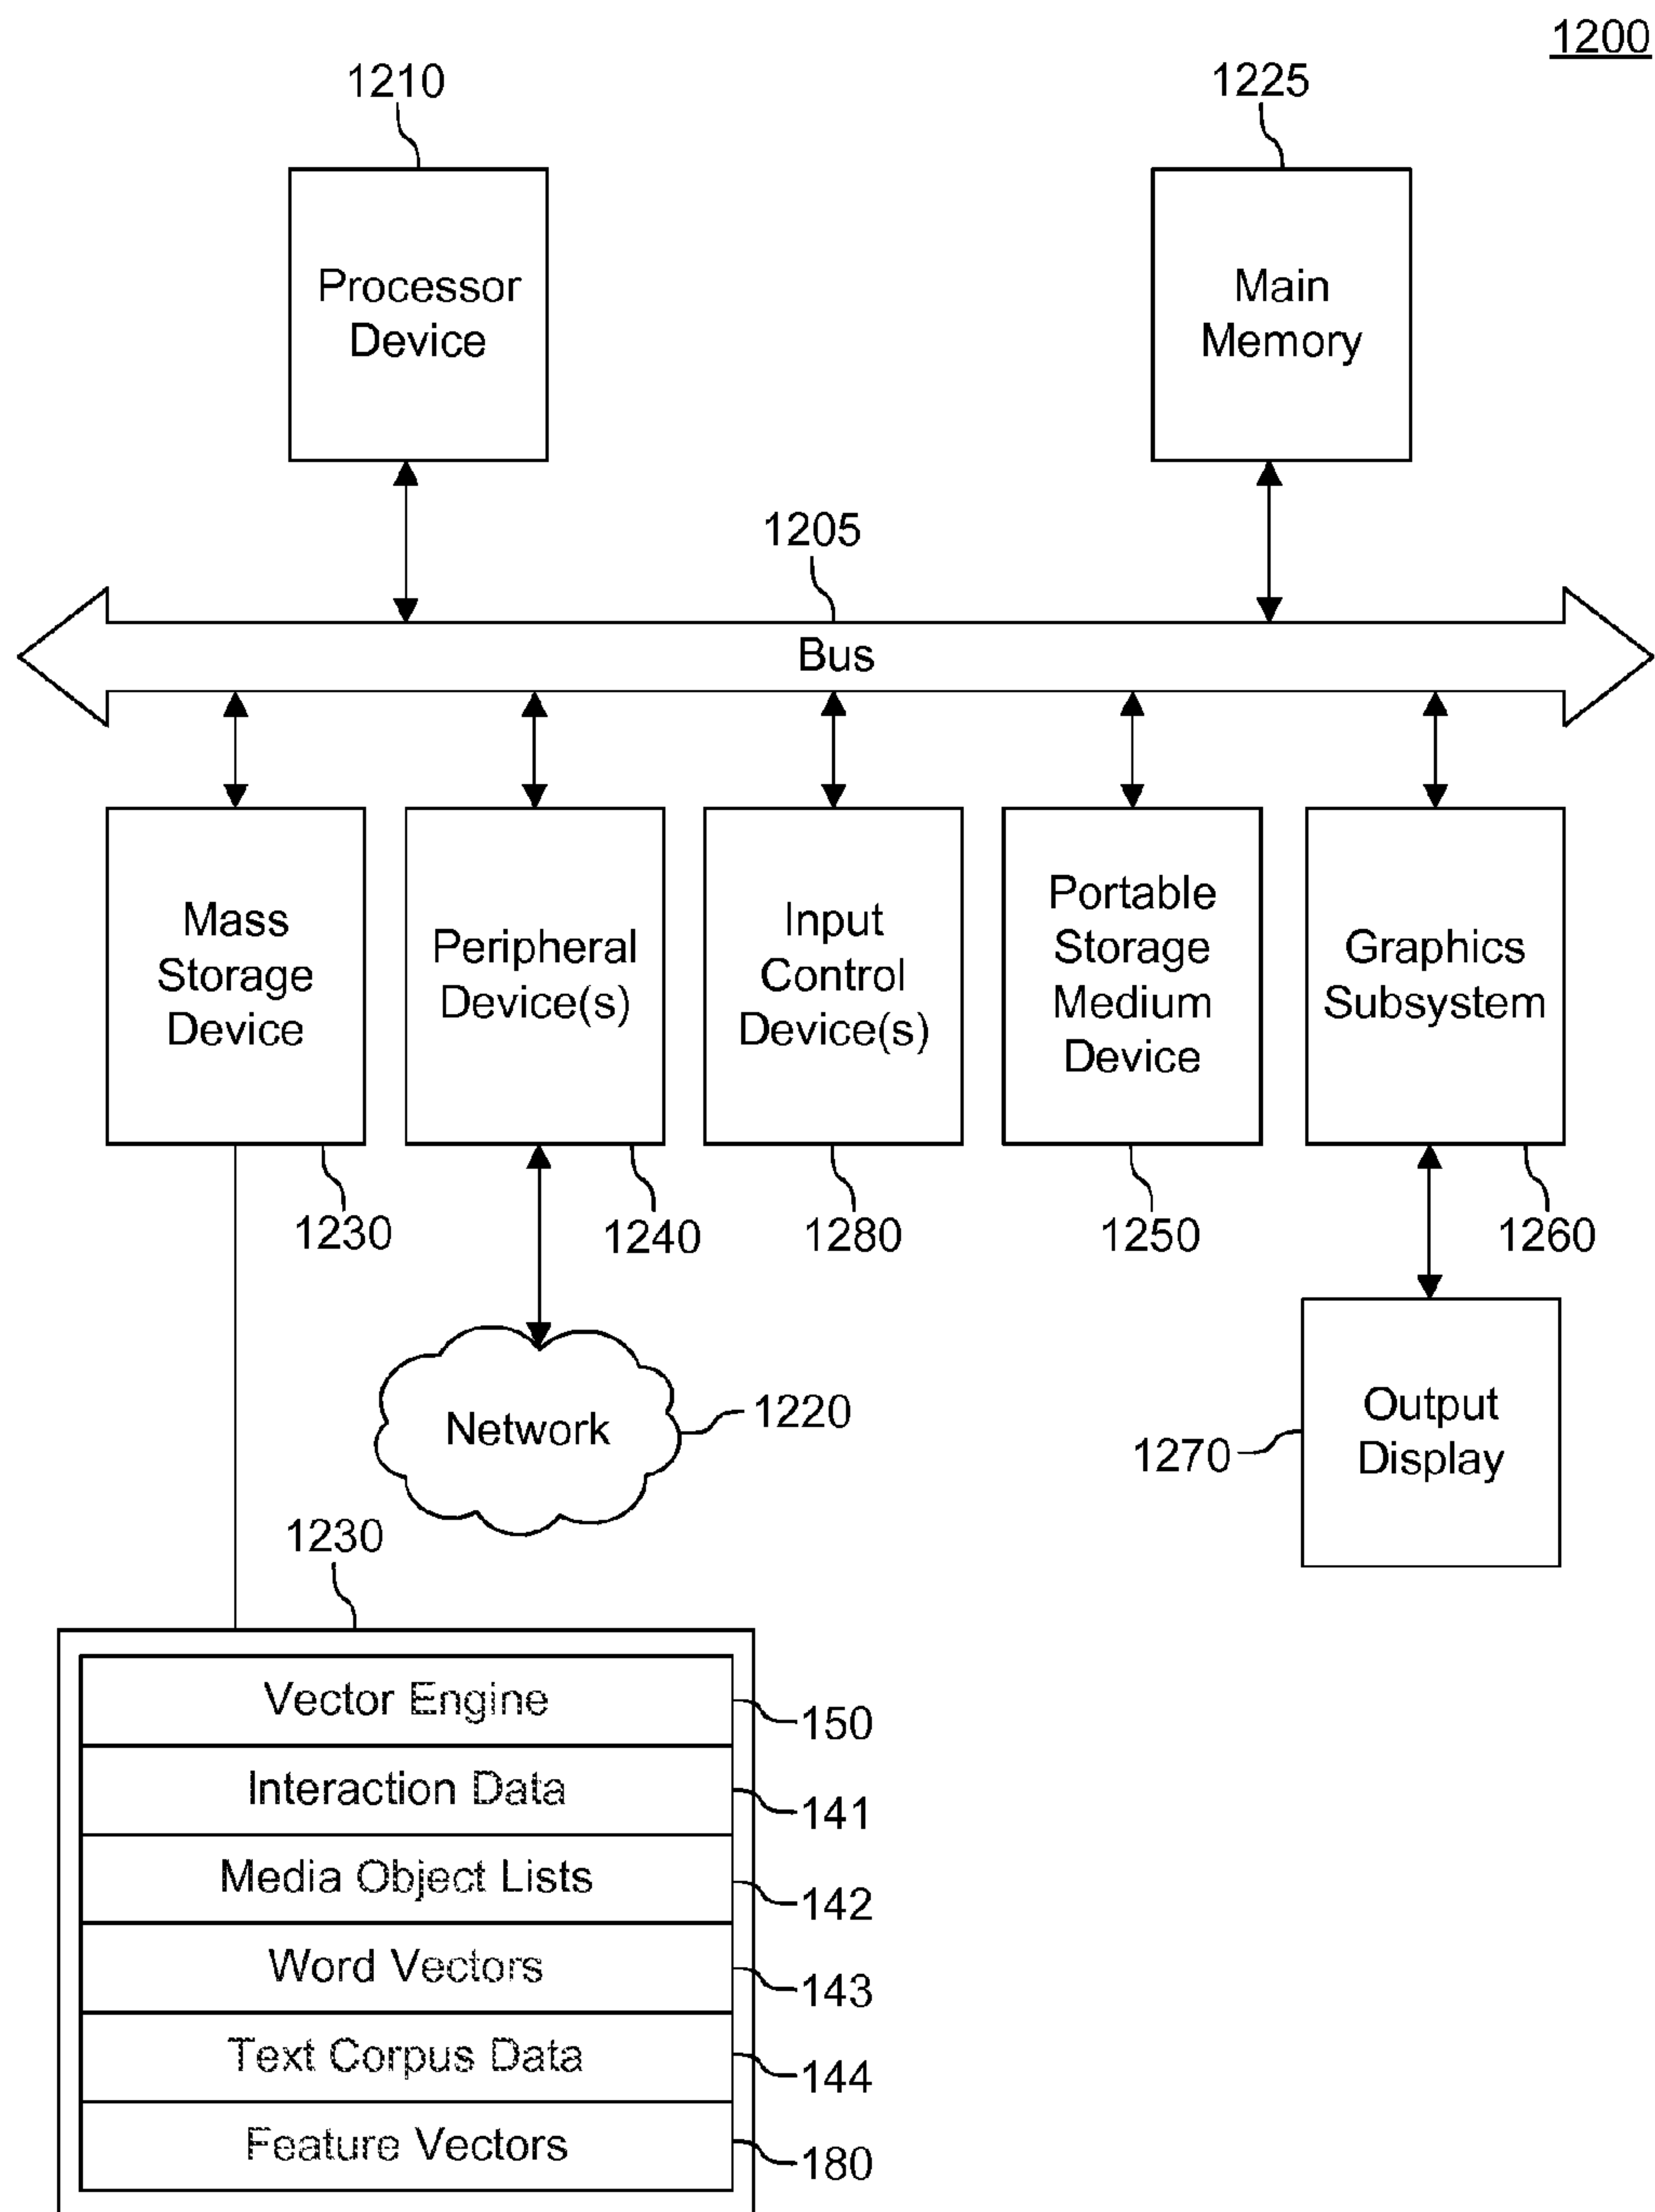 1200
1210
1225
Processor
Device
Main
Memory
1205
Bus
Mass
Storage
Device
Peripheral
Device(s)
Input
Control
Device(s)
Portable
Storage
Medium
Device
Graphics
Subsystem
1230
1240
1280
1250
1260
Network
1220
Output
Display
1270
1230
Vector Engine
150
Interaction Data
141
Media Object Lists
142
Word Vectors
143
Text Corpus Data
144
Feature Vectors
180